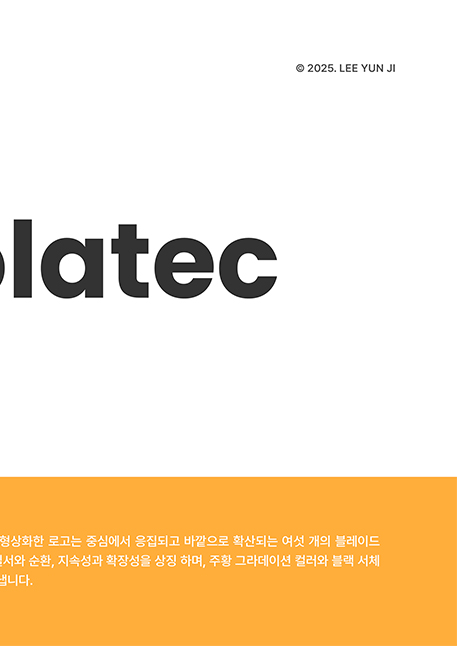 © 2025. LEE YUN JI
latec
형상화한 로고는 중심에서 응집되고 바깥으로 확산되는 여섯 개의 블레이드
서와 순환, 지속성과 확장성을 상징 하며, 주황 그라데이션 컬러와 블랙 서체
냅니다.